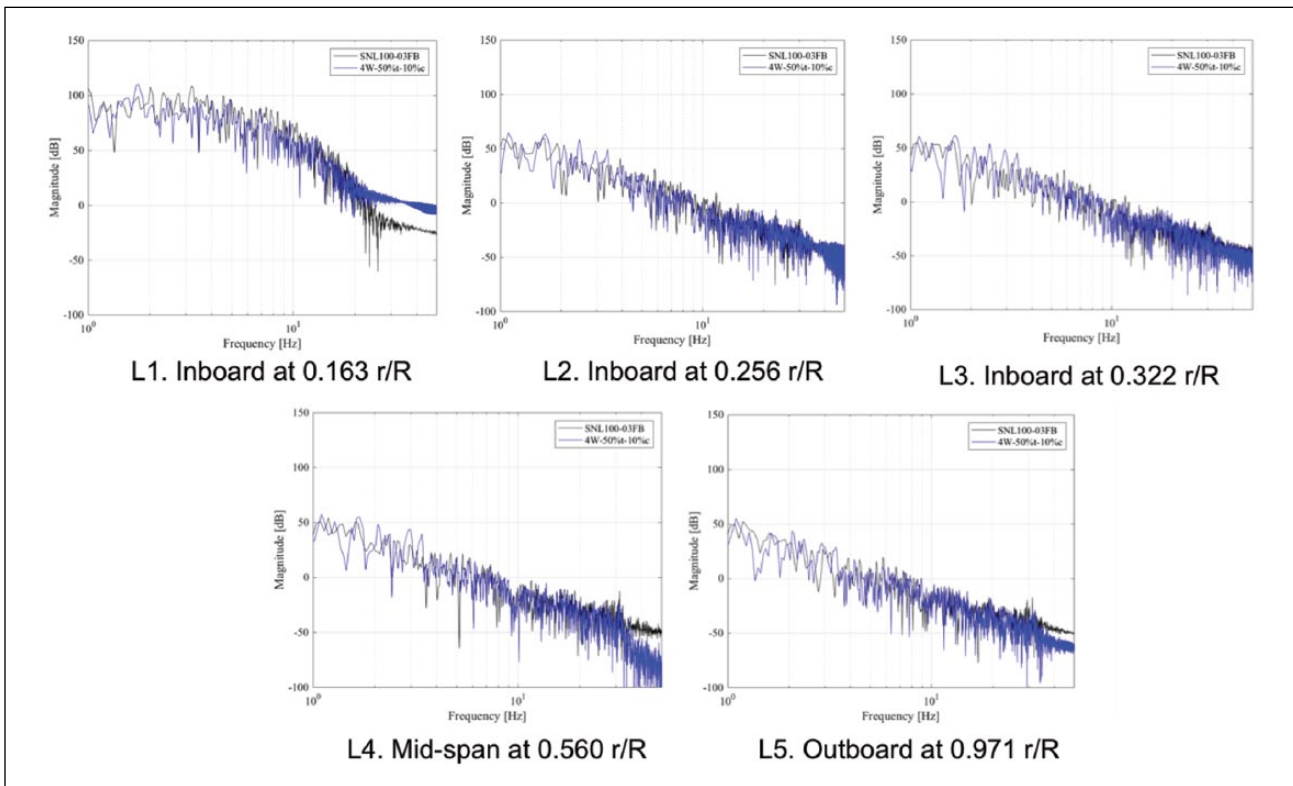 150
100
50
0
-50
-100
Magnitude [dB]
SNL100-03FB
4W-50%t-10%c
10⁰
10¹
Frequency [Hz]
L1. Inboard at 0.163 r/R
150
100
50
0
-50
-100
Magnitude [dB]
SNL100-03FB
4W-50%t-10%c
10⁰
10¹
Frequency [Hz]
L2. Inboard at 0.256 r/R
150
100
50
0
-50
-100
Magnitude [dB]
SNL100-03FB
4W-50%t-10%c
10⁰
10¹
Frequency [Hz]
L3. Inboard at 0.322 r/R
150
100
50
0
-50
-100
Magnitude [dB]
SNL100-03FB
4W-50%t-10%c
10⁰
10¹
Frequency [Hz]
L4. Mid-span at 0.560 r/R
150
100
50
0
-50
-100
Magnitude [dB]
SNL100-03FB
4W-50%t-10%c
10⁰
10¹
Frequency [Hz]
L5. Outboard at 0.971 r/R